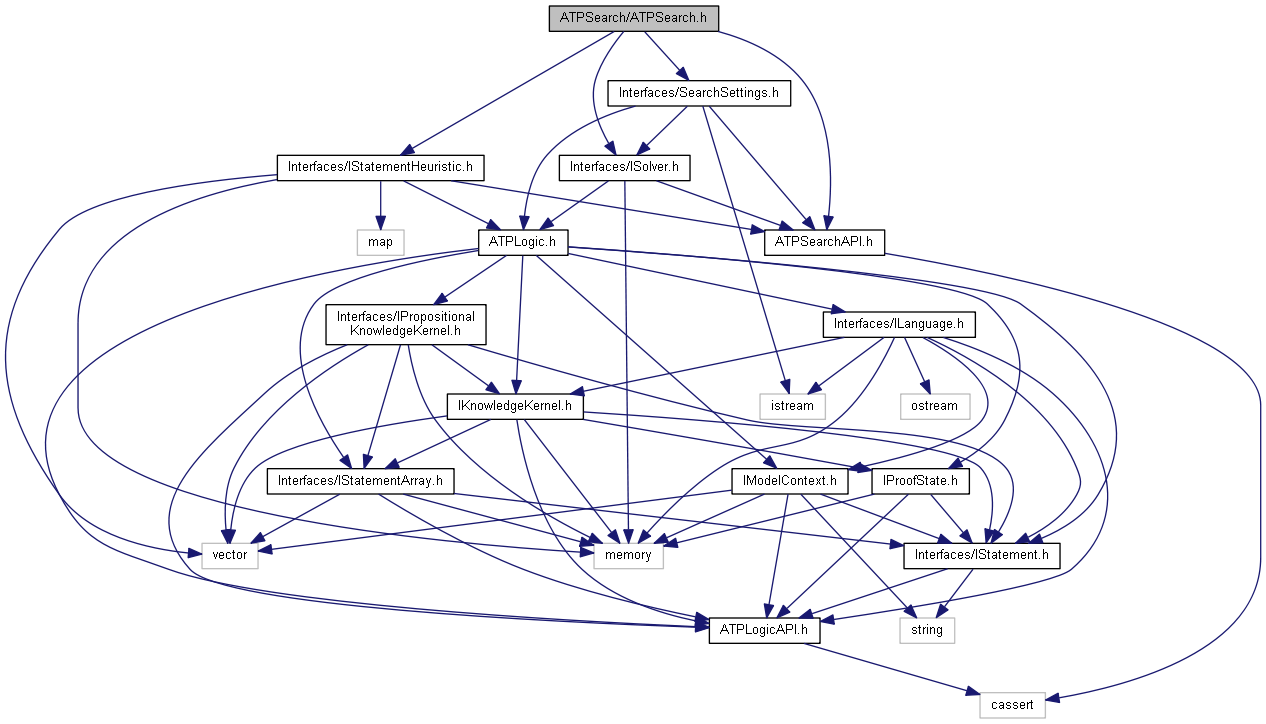 ATPSearch/ATPSearch.h
Interfaces/SearchSettings.h
Interfaces/IStatementHeuristic.h
Interfaces/ISolver.h
map
ATPLogic.h
ATPSearchAPI.h
Interfaces/IPropositional
KnowledgeKernel.h
Interfaces/ILanguage.h
IKnowledgeKernel.h
istream
ostream
Interfaces/IStatementArray.h
IModelContext.h
IProofState.h
vector
memory
Interfaces/IStatement.h
ATPLogicAPI.h
string
cassert